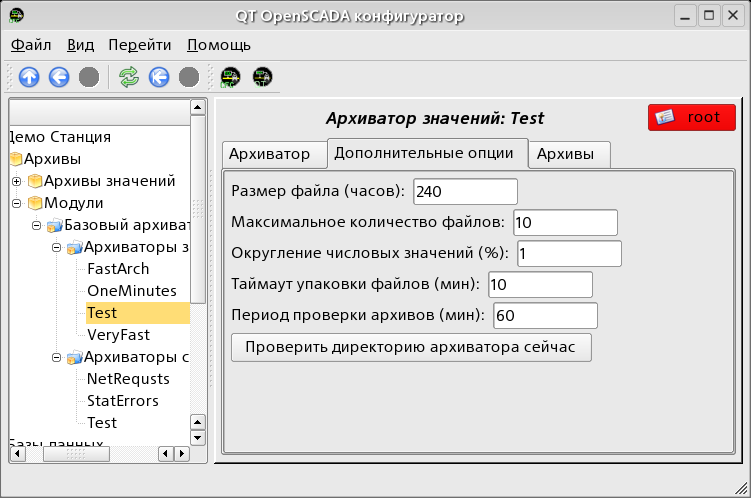 QT OpenSCADA конфигуратор
Файл Вид Перейти Помощь
Демо Станция
Архивы
Архивы значений
Модули
Базовый архиват
Архиваторы з
FastArch
OneMinutes
Test
VeryFast
Архиваторы с
NetRequsts
StatErrors
Test
Базы данных
Архиватор значений: Test
root
Архиватор Дополнительные опции Архивы
Размер файла (часов): 240
Максимальное количество файлов: 10
Округление числовых значений (%): 1
Таймаут упаковки файлов (мин): 10
Период проверки архивов (мин): 60
Проверить директорию архиватора сейчас